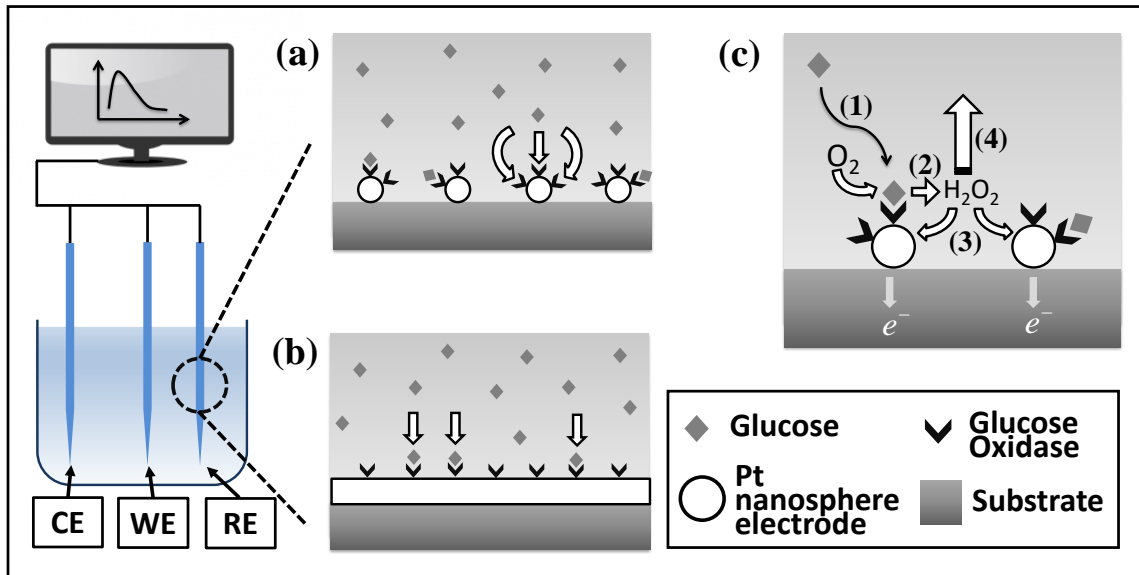 (a)
(b)
(c)
(1)
O₂
(2)
(4)
H₂O₂
(3)
e⁻
e⁻
CE
WE
RE
Glucose
Glucose
Oxidase
Pt
nanosphere
electrode
Substrate